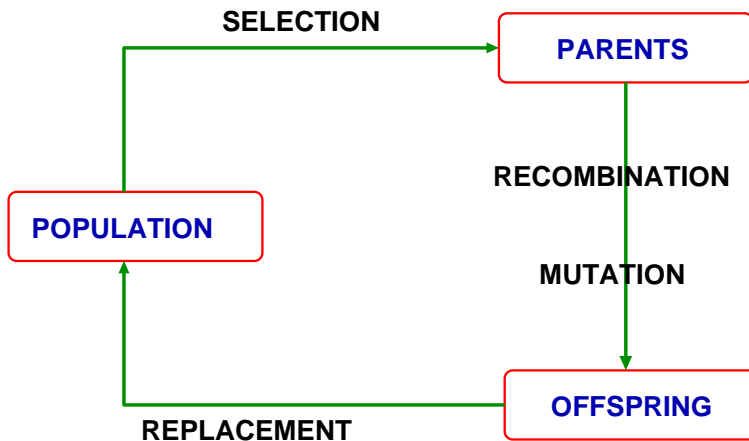 SELECTION
PARENTS
RECOMBINATION
POPULATION
MUTATION
OFFSPRING
REPLACEMENT